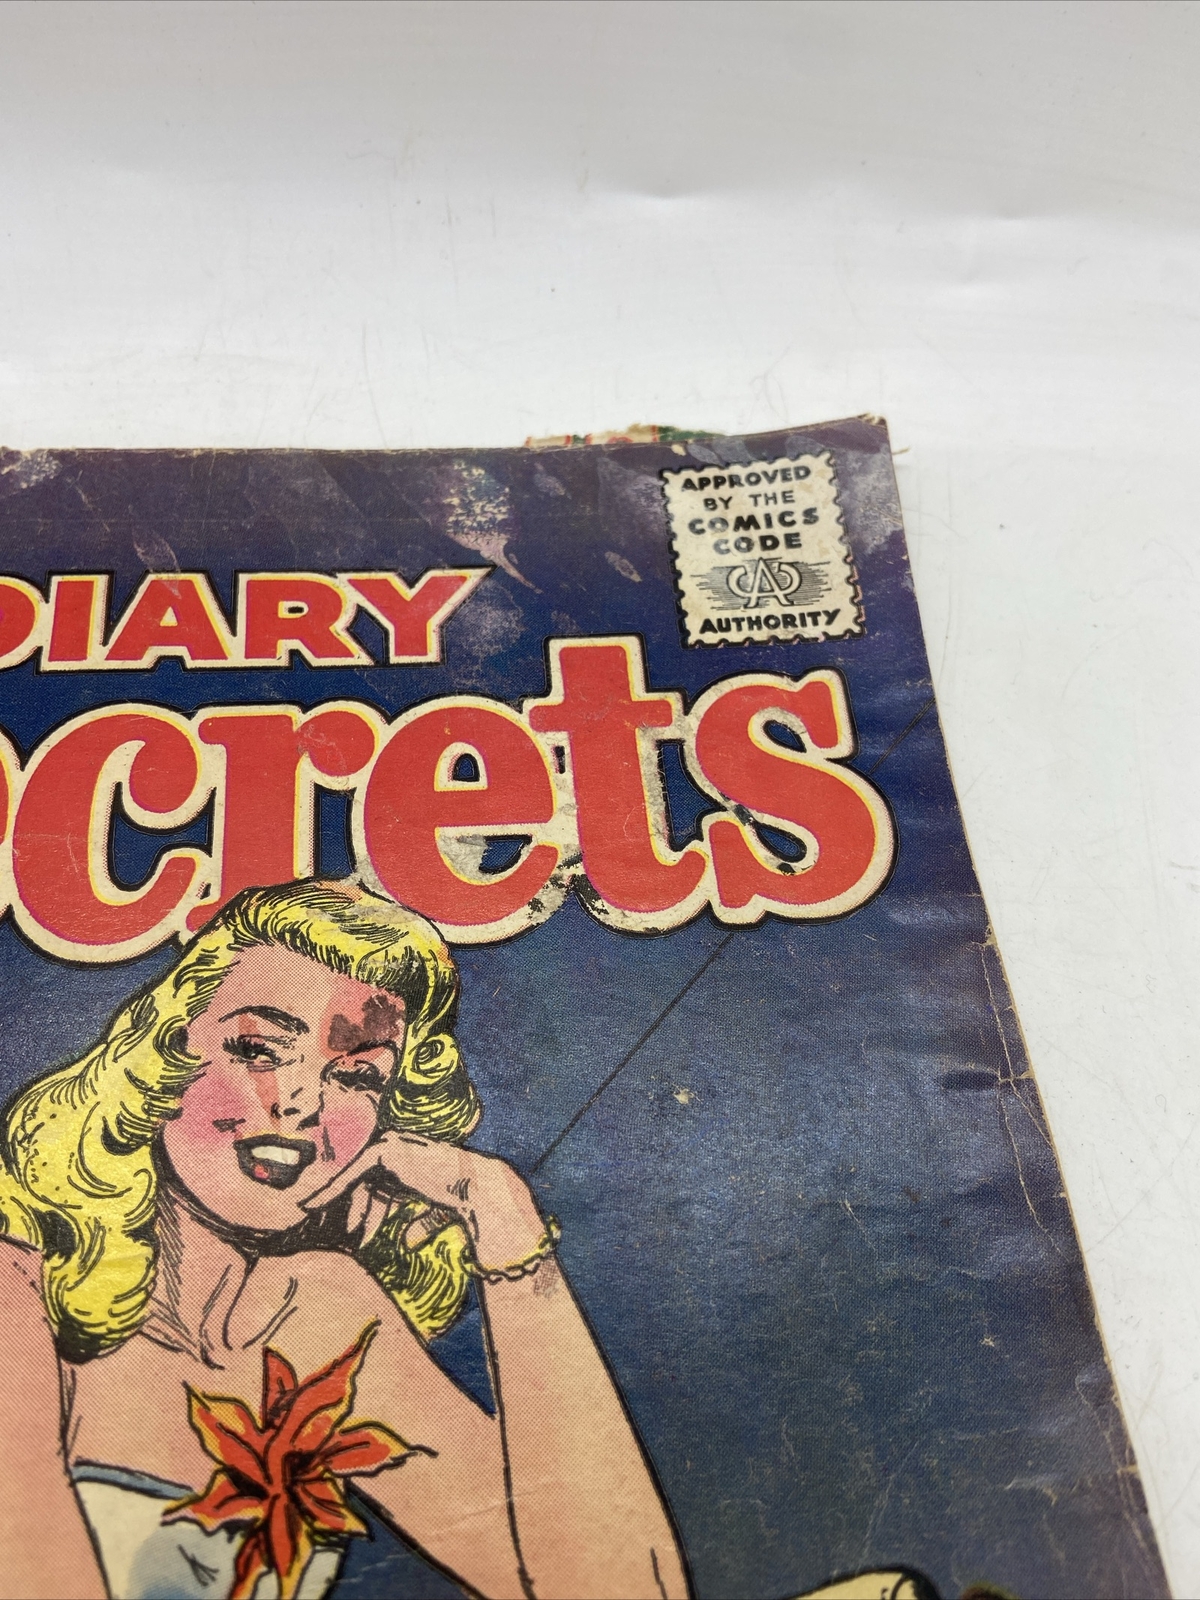 APPROVED
BY THE
COMICS
CODE
CA
AUTHORITY
DIARY
ecrets